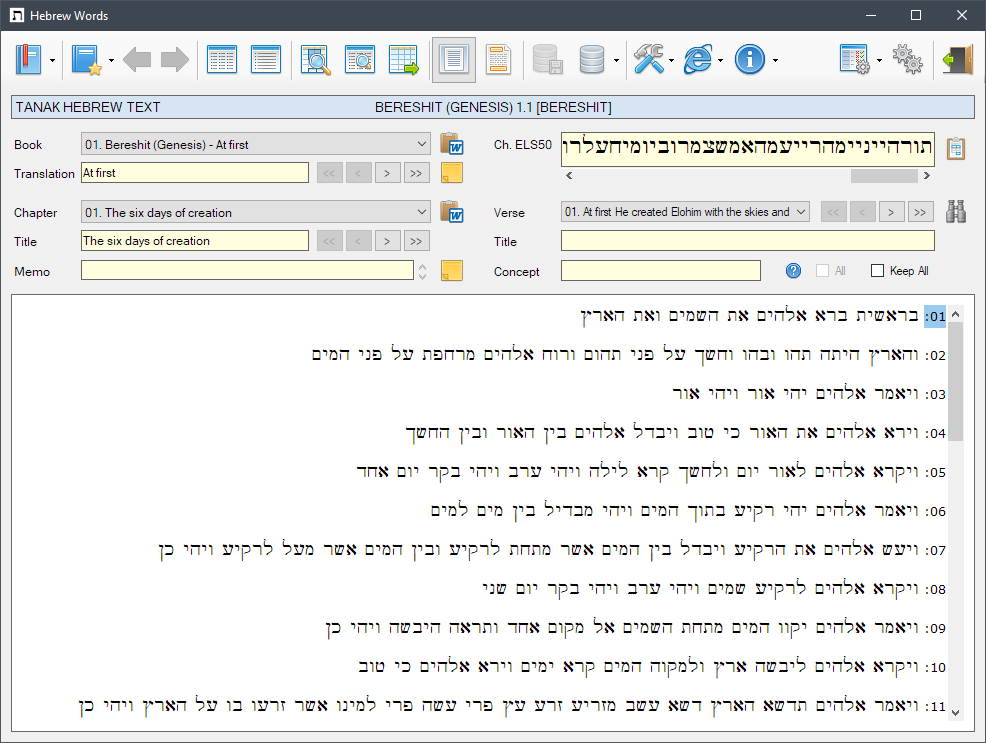 Hebrew Words
TANAK HEBREW TEXT BERESHIT (GENESIS) 1.1 [BERESHIT]
Book 01. Bereshit (Genesis) - At first Ch. ELS50 תורהייניימהרייעמהאמשצמרוביומיחעלרו
Translation At first << < > >>
Chapter 01. The six days of creation Verse 01. At first He created Elohim with the skies and << < > >>
Title The six days of creation << < > >> Title
Memo Concept ? All Keep All
01: בראשית ברא אלהים את השמים ואת הארץ
02: והארץ היתה תהו ובהו וחשך על פני תהום ורוח אלהים מרחפת על פני המים
03: ויאמר אלהים יהי אור ויהי אור
04: וירא אלהים את האור כי טוב ויבדל אלהים בין האור ובין החשך
05: ויקרא אלהים לאור יום ולחשך קרא לילה ויהי ערב ויהי בקר יום אחד
06: ויאמר אלהים יהי רקיע בתוך המים ויהי מבדיל בין מים למים
07: ויעש אלהים את הרקיע ויבדל בין המים אשר מתחת לרקיע ובין המים אשר מעל לרקיע ויהי כן
08: ויקרא אלהים לרקיע שמים ויהי ערב ויהי בקר יום שני
09: ויאמר אלהים יקוו המים מתחת השמים אל מקום אחד ותראה היבשה ויהי כן
10: ויקרא אלהים ליבשה ארץ ולמקוה המים קרא ימים וירא אלהים כי טוב
11: ויאמר אלהים תדשא הארץ דשא עשב מזריע זרע עץ פרי עשה פרי למינו אשר זרעו בו על הארץ ויהי כן